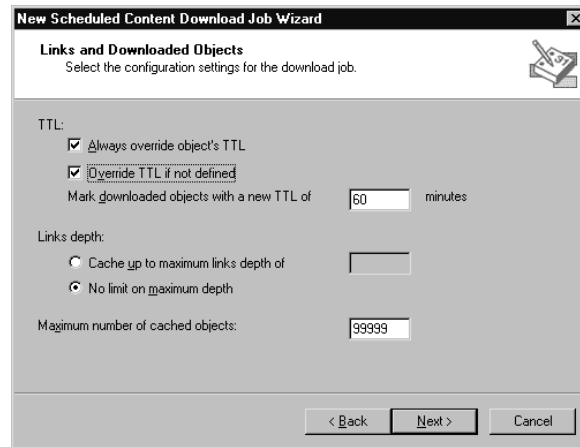 New Scheduled Content Download Job Wizard
Links and Downloaded Objects
Select the configuration settings for the download job.
TTL:
Always override object's TTL
Override TTL if not defined
Mark downloaded objects with a new TTL of 60 minutes
Links depth:
Cache up to maximum links depth of
No limit on maximum depth
Maximum number of cached objects: 99999
< Back Next > Cancel